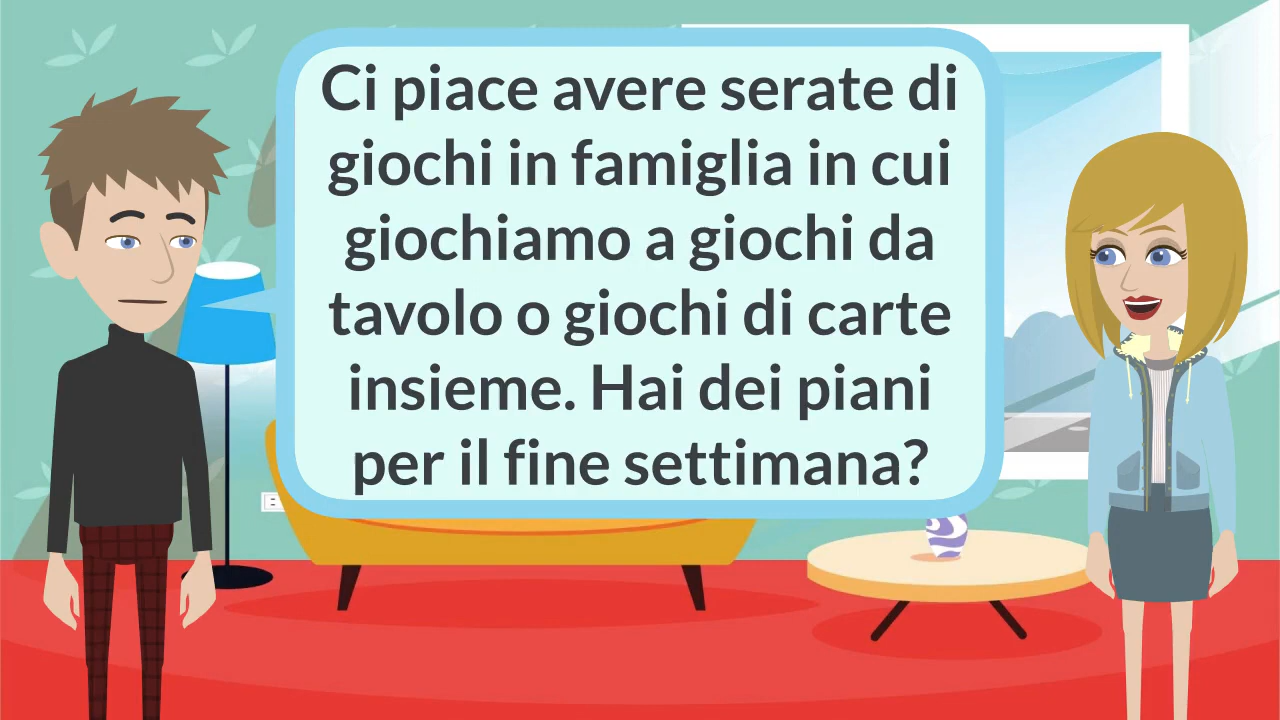 Ci piace avere serate di
giochi in famiglia in cui
giochiamo a giochi da
tavolo o giochi di carte
insieme. Hai dei piani
per il fine settimana?